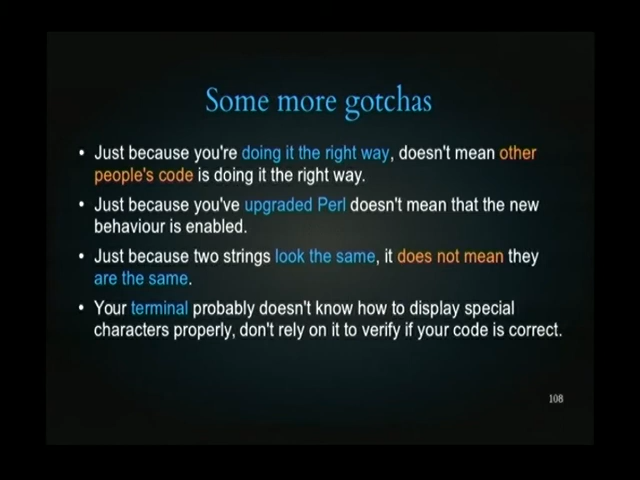 Some more gotchas
• Just because you're doing it the right way, doesn't mean other
people's code is doing it the right way.
• Just because you've upgraded Perl doesn't mean that the new
behaviour is enabled.
• Just because two strings look the same, it does not mean they
are the same.
• Your terminal probably doesn't know how to display special
characters properly, don't rely on it to verify if your code is correct.
108